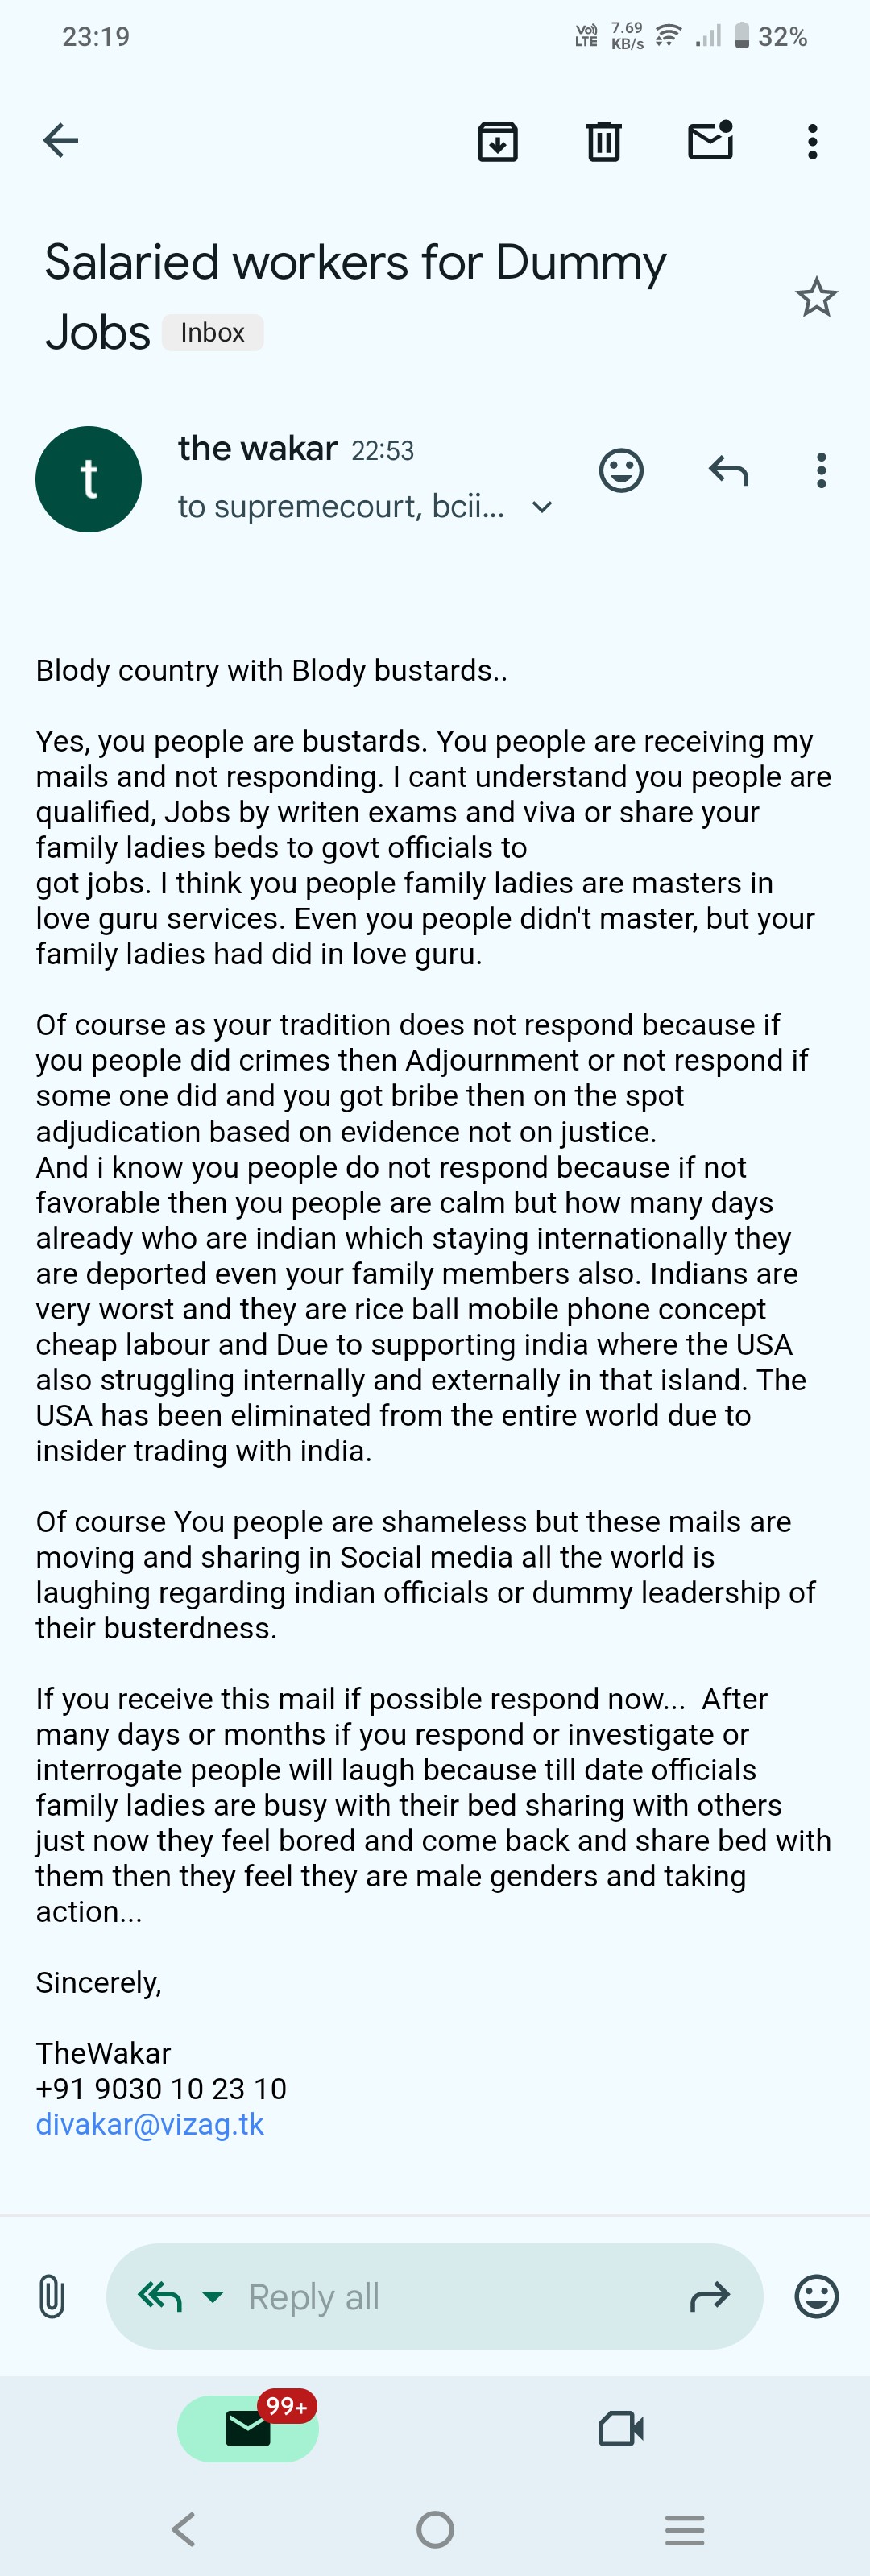 23:19
Vo) LTE 7.69 KB/s 32%
Salaried workers for Dummy
Jobs Inbox
t
the wakar 22:53
to supremecourt, bcii...
Blody country with Blody bustards..
Yes, you people are bustards. You people are receiving my
mails and not responding. I cant understand you people are
qualified, Jobs by writen exams and viva or share your
family ladies beds to govt officials to
got jobs. I think you people family ladies are masters in
love guru services. Even you people didn't master, but your
family ladies had did in love guru.
Of course as your tradition does not respond because if
you people did crimes then Adjournment or not respond if
some one did and you got bribe then on the spot
adjudication based on evidence not on justice.
And i know you people do not respond because if not
favorable then you people are calm but how many days
already who are indian which staying internationally they
are deported even your family members also. Indians are
very worst and they are rice ball mobile phone concept
cheap labour and Due to supporting india where the USA
also struggling internally and externally in that island. The
USA has been eliminated from the entire world due to
insider trading with india.
Of course You people are shameless but these mails are
moving and sharing in Social media all the world is
laughing regarding indian officials or dummy leadership of
their busterdness.
If you receive this mail if possible respond now...  After
many days or months if you respond or investigate or
interrogate people will laugh because till date officials
family ladies are busy with their bed sharing with others
just now they feel bored and come back and share bed with
them then they feel they are male genders and taking
action...
Sincerely,
TheWakar
+91 9030 10 23 10
divakar@vizag.tk
Reply all
99+